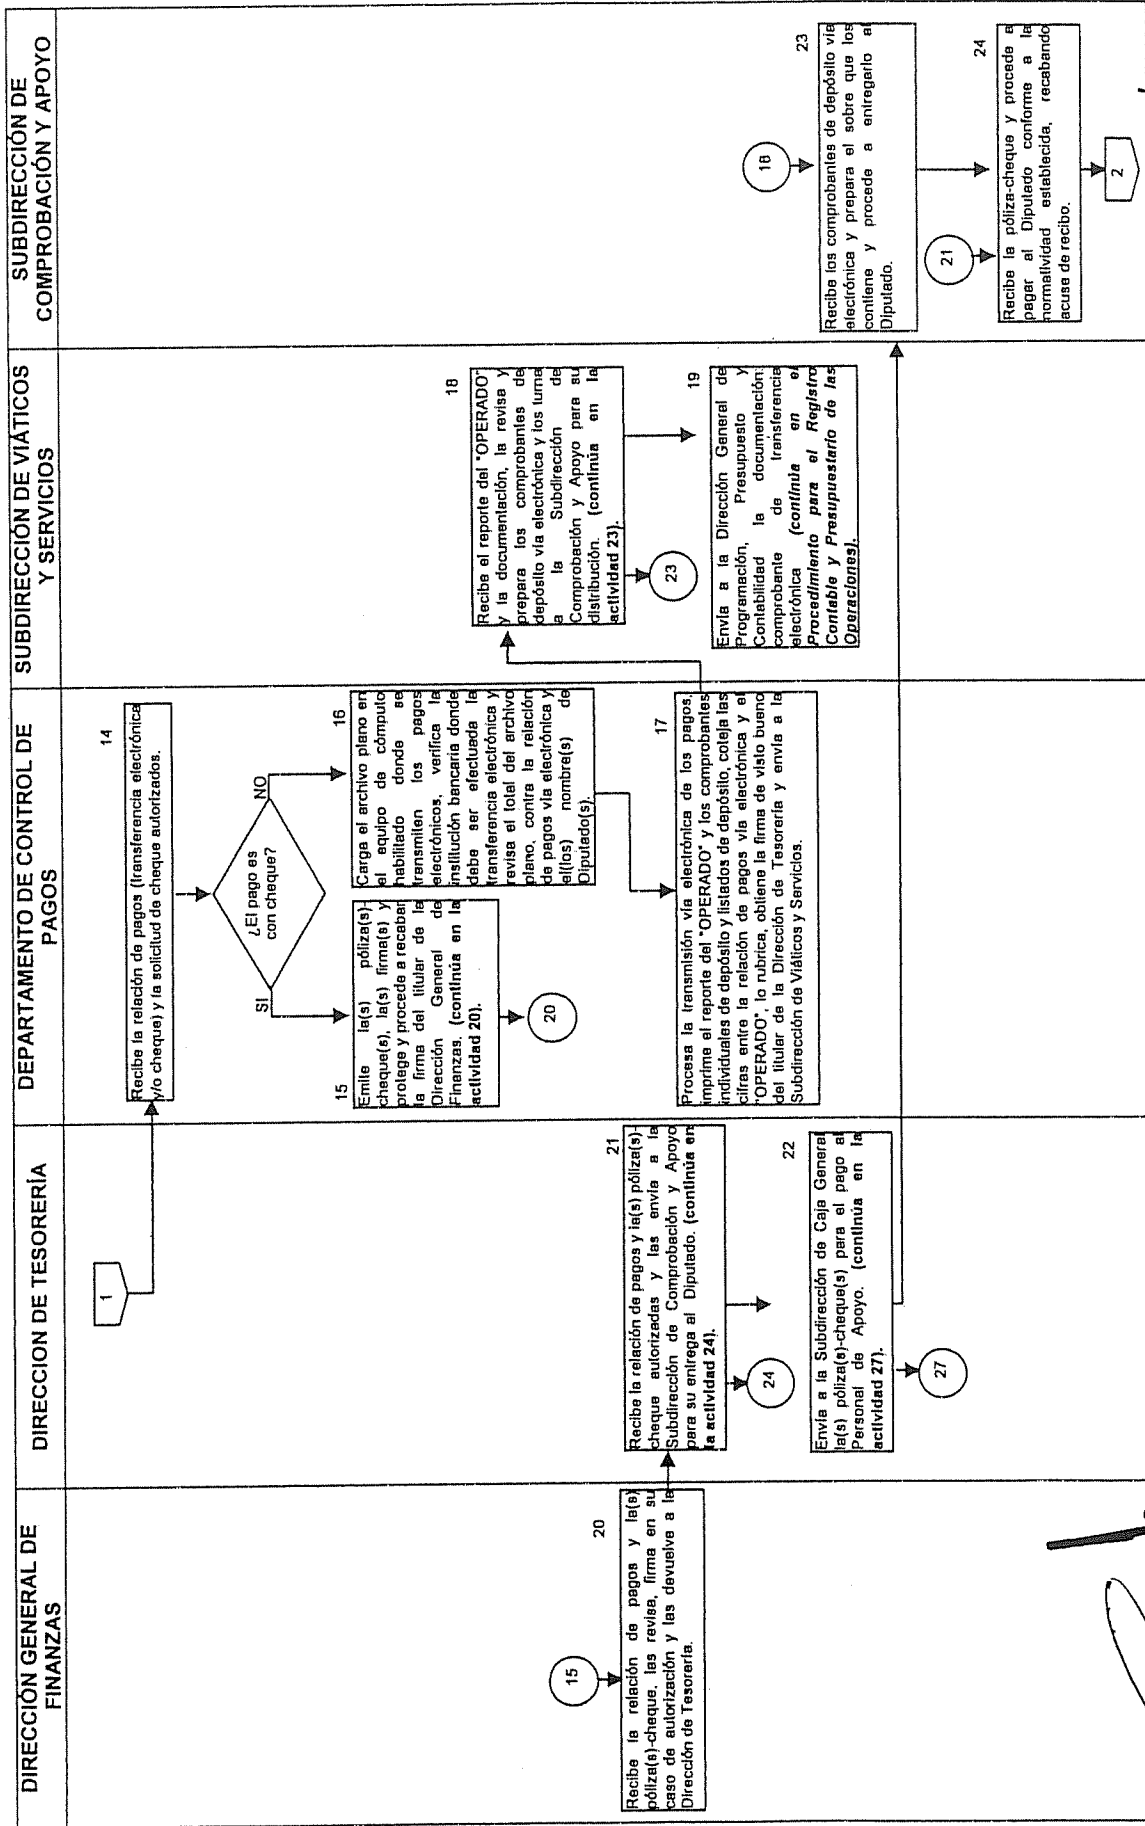 DIRECCIÓN GENERAL DE
FINANZAS
DIRECCION DE TESORERÍA
DEPARTAMENTO DE CONTROL DE
PAGOS
SUBDIRECCIÓN DE VIÁTICOS
Y SERVICIOS
SUBDIRECCIÓN DE
COMPROBACIÓN Y APOYO
15
20
Recibe la relación de pagos y la(s)
póliza(s)-cheque, las revisa, firma en su
caso de autorización y las devuelve a la
Dirección de Tesorería.
1
21
Recibe la relación de pagos y la(s) póliza(s)-
cheque autorizadas y las envía a la
Subdirección de Comprobación y Apoyo
para su entrega al Diputado. (continúa en
la actividad 24).
24
22
Envía a la Subdirección de Caja General
la(s) póliza(s)-cheque(s) para el pago al
Personal de Apoyo. (continúa en la
actividad 27).
27
14
Recibe la relación de pagos (transferencia electrónica
y/o cheque) y la solicitud de cheque autorizados.
¿El pago es
con cheque?
SI
NO
15
Emite la(s) póliza(s)-
cheque(s), la(s) firma(s) y
protege y procede a recabar
la firma del titular de la
Dirección General de
Finanzas. (continúa en la
actividad 20).
20
16
Carga el archivo plano en
el equipo de cómputo
habilitado donde se
transmiten los pagos
electrónicos, verifica la
institución bancaria donde
debe ser efectuada la
transferencia electrónica y
revisa el total del archivo
plano, contra la relación
de pagos vía electrónica y
el(los) nombre(s) de
Diputado(s).
17
Procesa la transmisión vía electrónica de los pagos,
imprime el reporte del "OPERADO" y los comprobantes
individuales de depósito y listados de depósito, coteja las
cifras entre la relación de pagos vía electrónica y el
"OPERADO", lo rubrica, obtiene la firma de visto bueno
del titular de la Dirección de Tesorería y envía a la
Subdirección de Viáticos y Servicios.
18
Recibe el reporte del "OPERADO"
y la documentación, la revisa y
prepara los comprobantes de
depósito vía electrónica y los turna
a la Subdirección de
Comprobación y Apoyo para su
distribución. (continúa en la
actividad 23).
23
19
Envía a la Dirección General de
Programación, Presupuesto y
Contabilidad la documentación:
comprobante de transferencia
electrónica (continúa en el
Procedimiento para el Registro
Contable y Presupuestario de las
Operaciones).
18
23
Recibe los comprobantes de depósito vía
electrónica y prepara el sobre que los
contiene y procede a entregarlo al
Diputado.
21
24
Recibe la póliza-cheque y procede a
pagar al Diputado conforme a la
normatividad establecida, recabando
acuse de recibo.
2